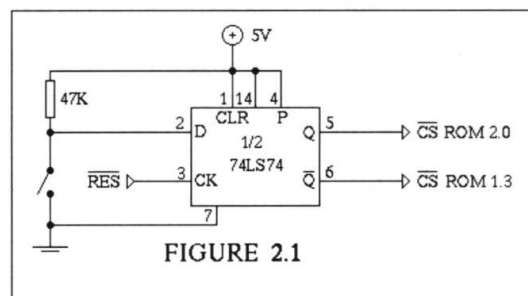 5V
47K
1 14 4
CLR P
2 D Q 5 CS ROM 2.0
1/2
74LS74
RES 3 CK Q 6 CS ROM 1.3
7
FIGURE 2.1